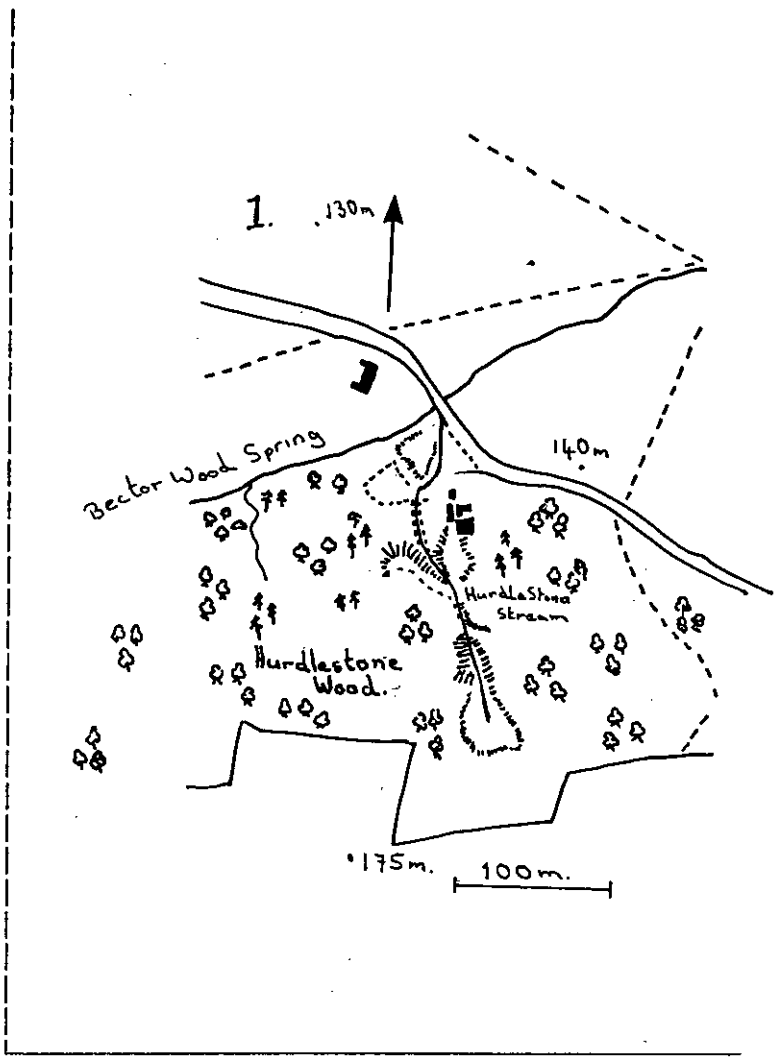 1.
.130m
140m
Bector Wood Spring
HurdleStone
Stream
Hurdlestone
Wood.
175m.
100m.